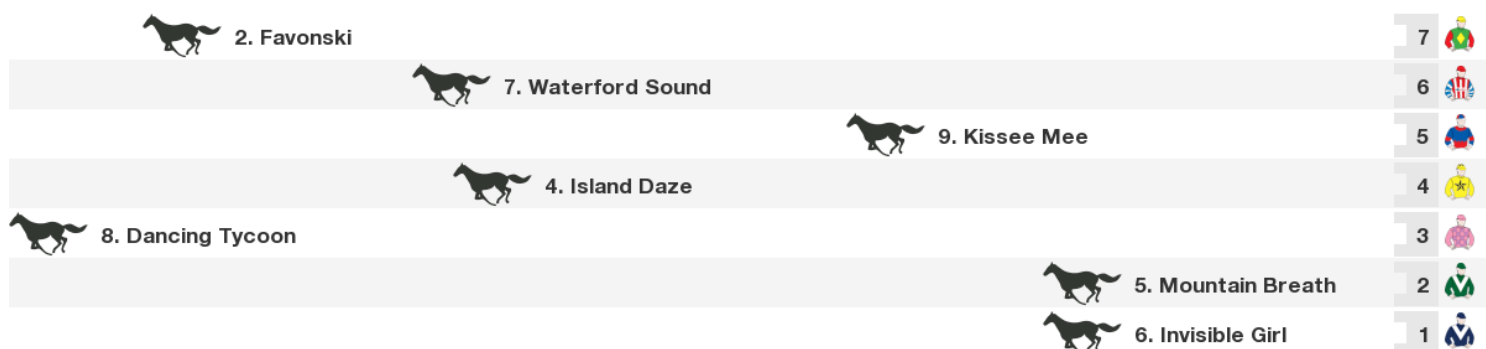 2. Favonski 7
7. Waterford Sound 6
9. Kissee Mee 5
4. Island Daze 4
8. Dancing Tycoon 3
5. Mountain Breath 2
6. Invisible Girl 1